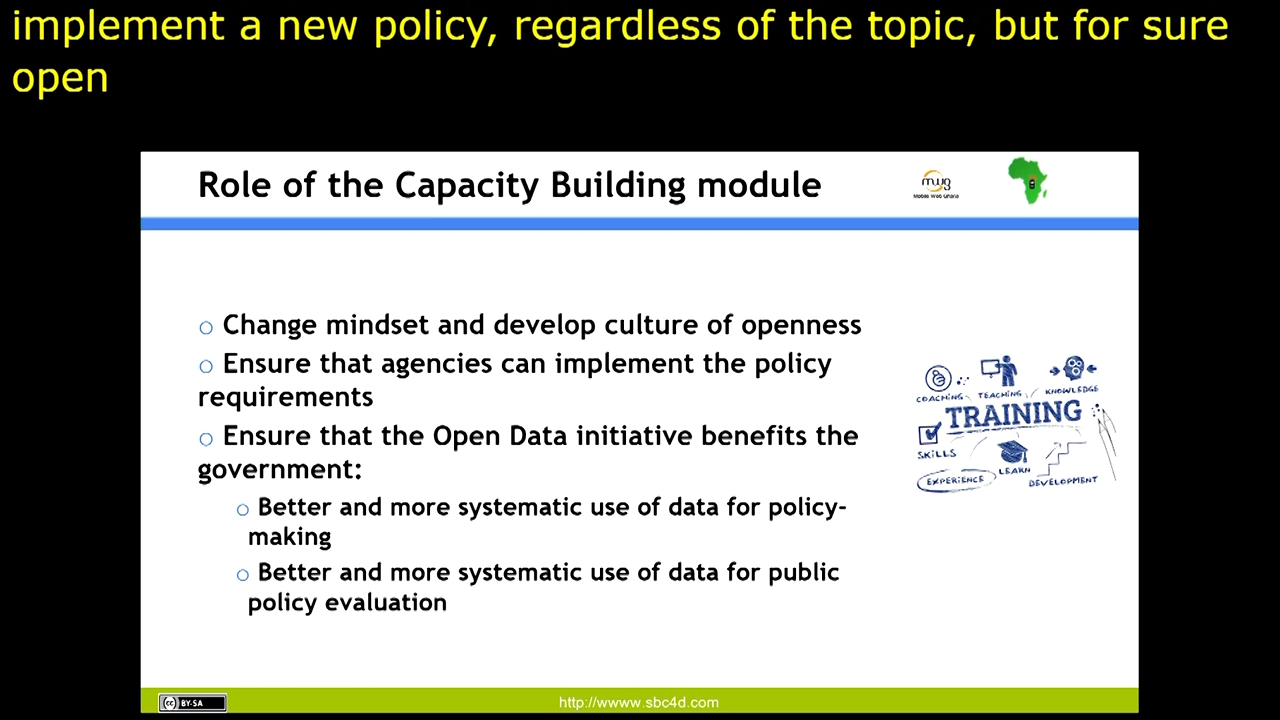 implement a new policy, regardless of the topic, but for sure
open
Role of the Capacity Building module
mwg
Mobile Web Ghana
Change mindset and develop culture of openness
Ensure that agencies can implement the policy
requirements
Ensure that the Open Data initiative benefits the
government:
Better and more systematic use of data for policy-
making
Better and more systematic use of data for public
policy evaluation
COACHING
TEACHING
KNOWLEDGE
TRAINING
SKILLS
LEARN
EXPERIENCE
DEVELOPMENT
cc BY-SA
http://wwww.sbc4d.com